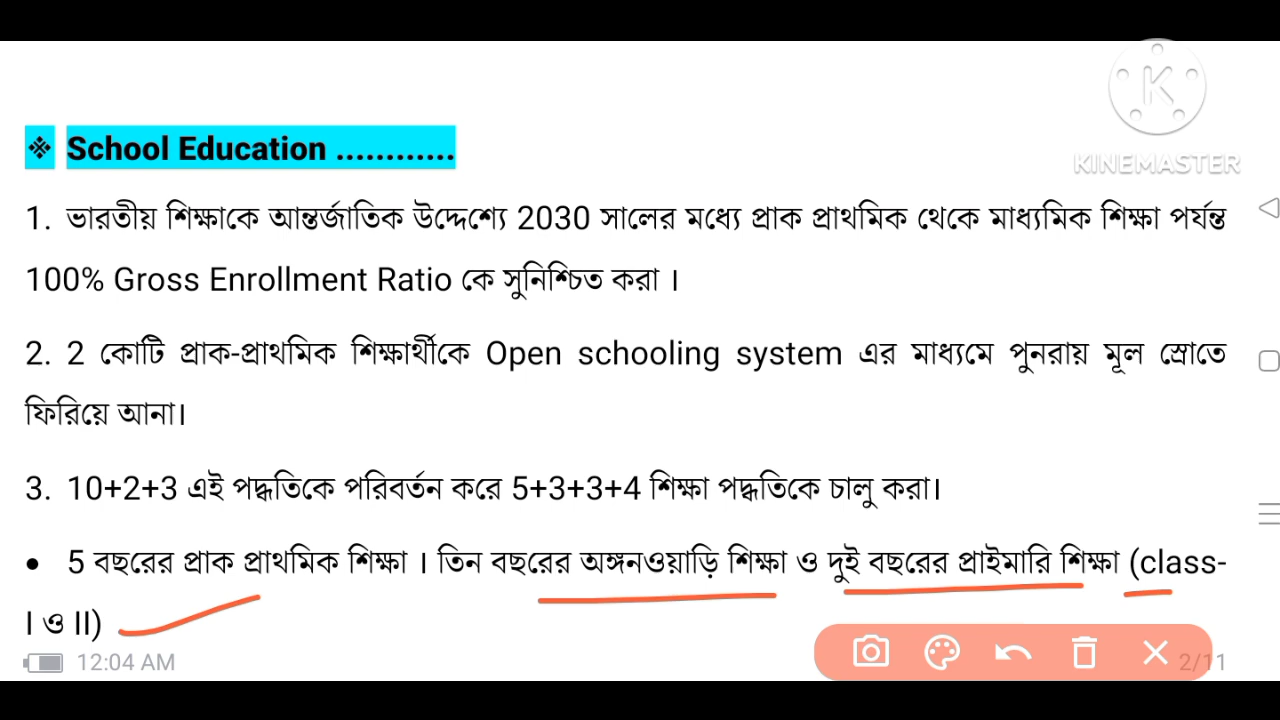 KINEMASTER
❖ School Education ............
1. ভারতীয় শিক্ষাকে আন্তর্জাতিক উদ্দেশ্যে 2030 সালের মধ্যে প্রাক প্রাথমিক থেকে মাধ্যমিক শিক্ষা পর্যন্ত
100% Gross Enrollment Ratio কে সুনিশ্চিত করা ।
2. 2 কোটি প্রাক-প্রাথমিক শিক্ষার্থীকে Open schooling system এর মাধ্যমে পুনরায় মূল স্রোতে
ফিরিয়ে আনা।
3. 10+2+3 এই পদ্ধতিকে পরিবর্তন করে 5+3+3+4 শিক্ষা পদ্ধতিকে চালু করা।
• 5 বছরের প্রাক প্রাথমিক শিক্ষা । তিন বছরের অঙ্গনওয়াড়ি শিক্ষা ও দুই বছরের প্রাইমারি শিক্ষা (class-
I ও II)
12:04 AM
2/11